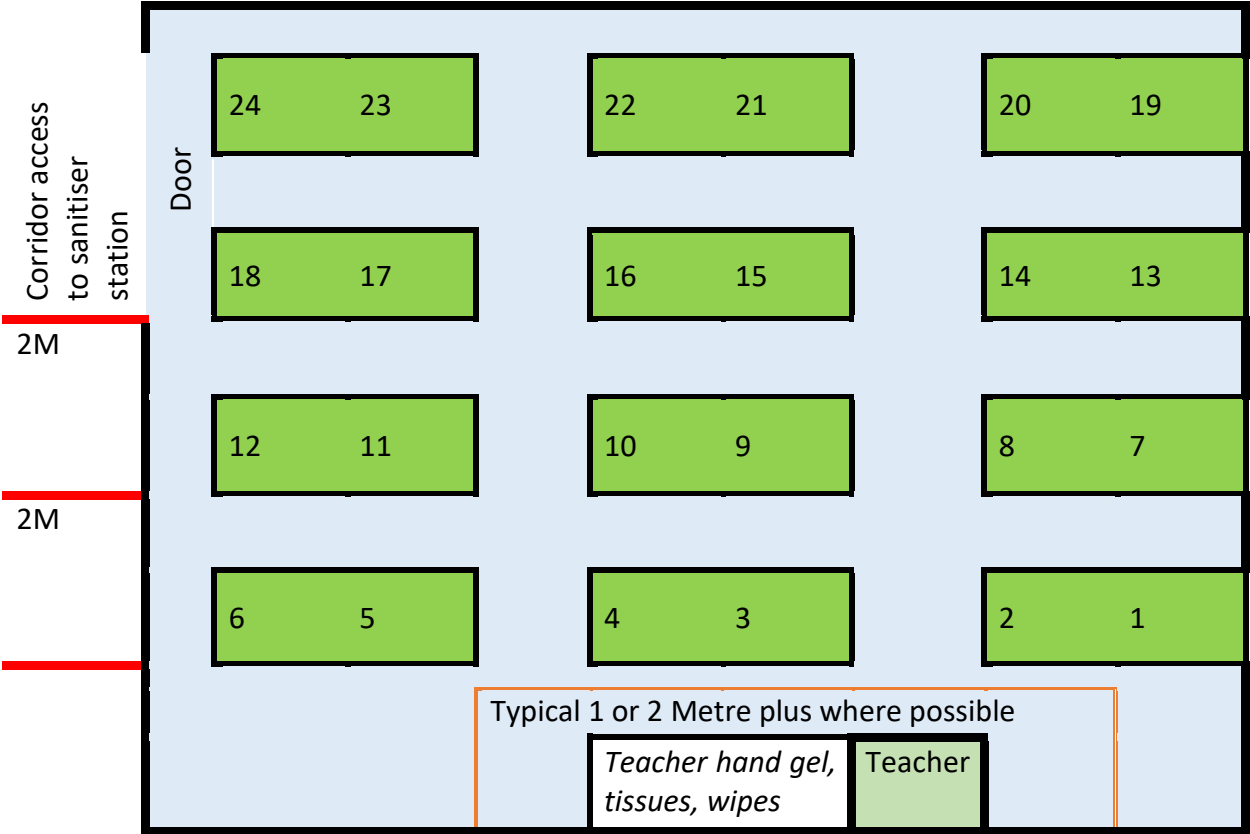 24 23 22 21 20 19
Corridor access
to sanitiser
station
Door
18 17 16 15 14 13
2M
12 11 10 9 8 7
2M
6 5 4 3 2 1
Typical 1 or 2 Metre plus where possible
Teacher hand gel,
tissues, wipes
Teacher